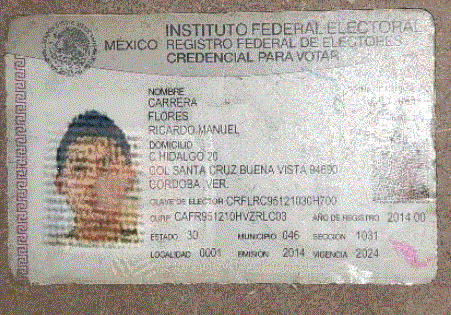 INSTITUTO FEDERAL ELECTORAL
MÉXICO REGISTRO FEDERAL DE ELECTORES
CREDENCIAL PARA VOTAR
NOMBRE
CARRERA
FLORES
RICARDO MANUEL
DOMICILIO
C HIDALGO 20
COL SANTA CRUZ BUENA VISTA 94690
CORDOBA, VER.
CLAVE DE ELECTOR CRFLRC95121030H700
CURP CAFR951210HVZRLC03 AÑO DE REGISTRO 2014 00
ESTADO 30 MUNICIPIO 046 SECCION 1031
LOCALIDAD 0001 EMISION 2014 VIGENCIA 2024